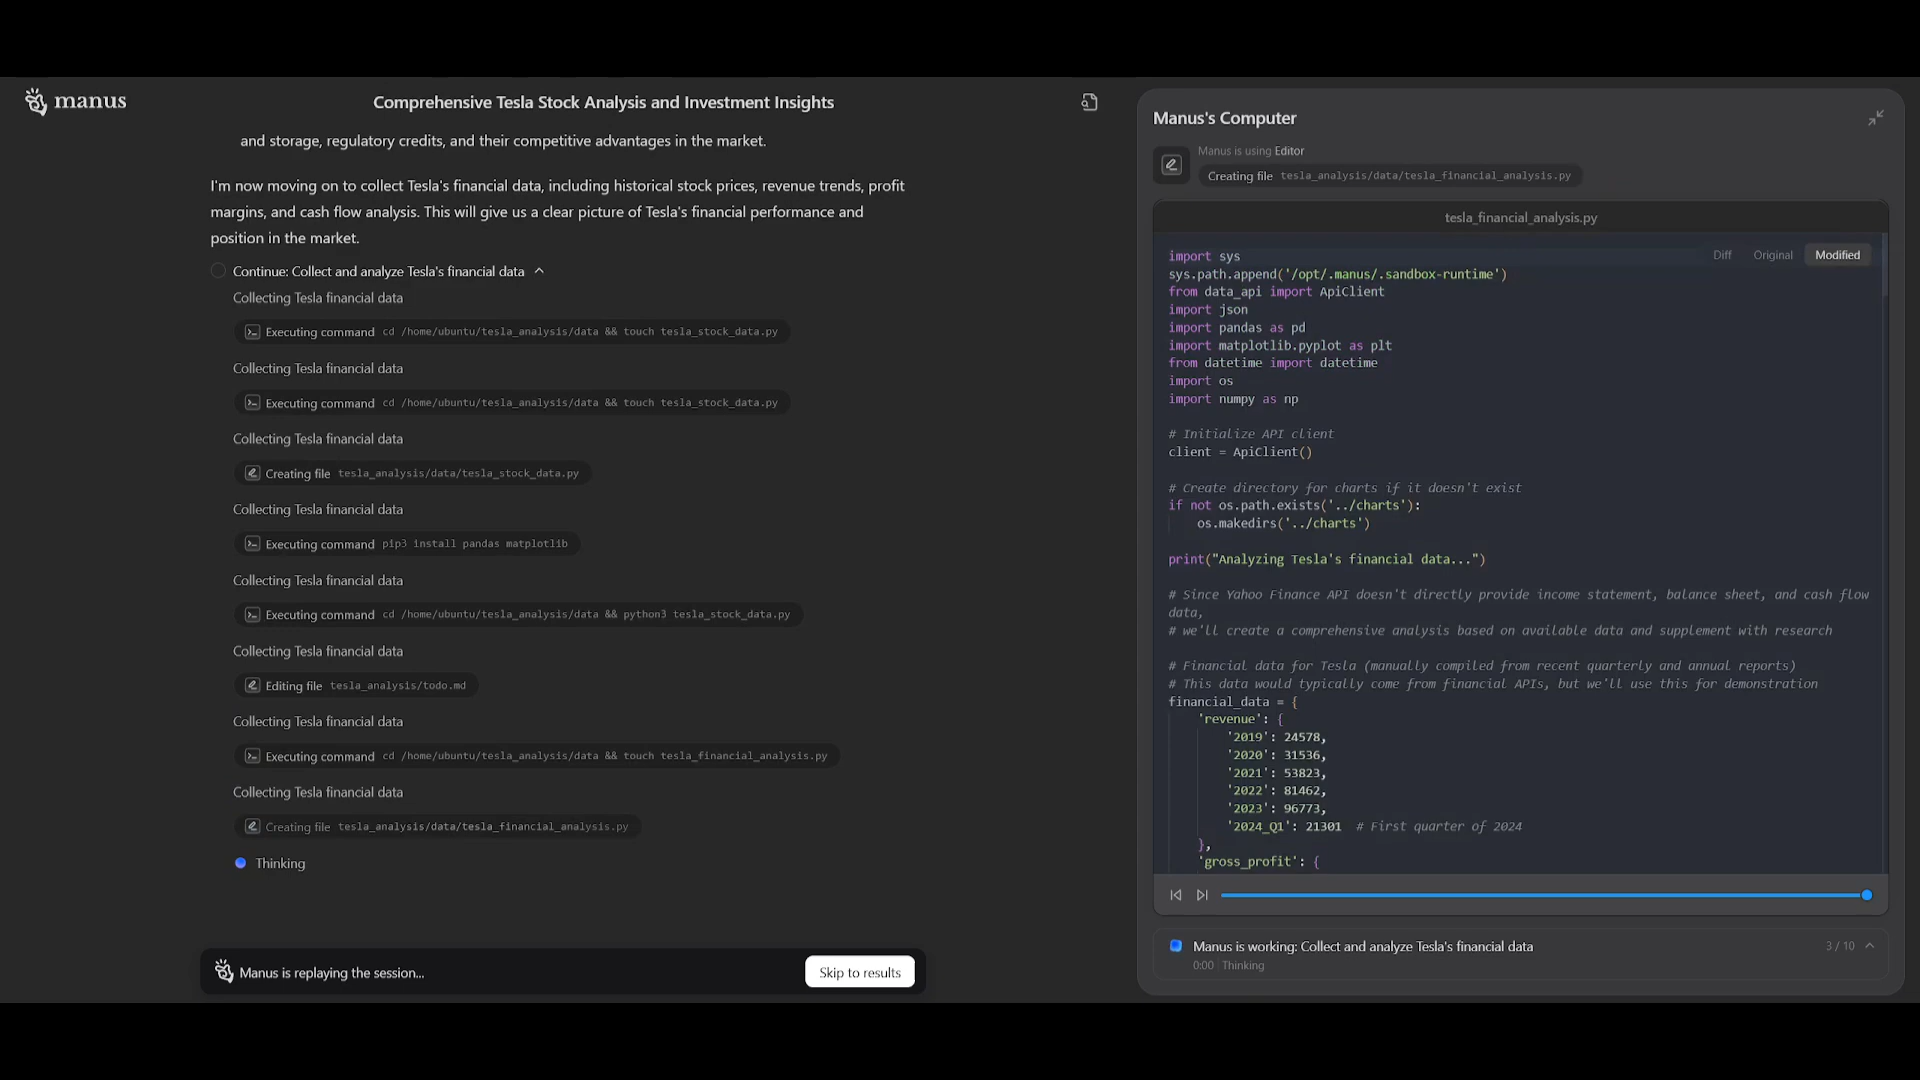 manus
Comprehensive Tesla Stock Analysis and Investment Insights
and storage, regulatory credits, and their competitive advantages in the market.
I'm now moving on to collect Tesla's financial data, including historical stock prices, revenue trends, profit
margins, and cash flow analysis. This will give us a clear picture of Tesla's financial performance and
position in the market.
Continue: Collect and analyze Tesla's financial data
Collecting Tesla financial data
Executing command cd /home/ubuntu/tesla_analysis/data && touch tesla_stock_data.py
Collecting Tesla financial data
Executing command cd /home/ubuntu/tesla_analysis/data && touch tesla_stock_data.py
Collecting Tesla financial data
Creating file tesla_analysis/data/tesla_stock_data.py
Collecting Tesla financial data
Executing command pip3 install pandas matplotlib
Collecting Tesla financial data
Executing command cd /home/ubuntu/tesla_analysis/data && python3 tesla_stock_data.py
Collecting Tesla financial data
Editing file tesla_analysis/todo.md
Collecting Tesla financial data
Executing command cd /home/ubuntu/tesla_analysis/data && touch tesla_financial_analysis.py
Collecting Tesla financial data
Creating file tesla_analysis/data/tesla_financial_analysis.py
Thinking
Manus is replaying the session...
Skip to results
Manus's Computer
Manus is using Editor
Creating file tesla_analysis/data/tesla_financial_analysis.py
tesla_financial_analysis.py
Diff Original Modified
import sys
sys.path.append('/opt/.manus/.sandbox-runtime')
from data_api import ApiClient
import json
import pandas as pd
import matplotlib.pyplot as plt
from datetime import datetime
import os
import numpy as np
# Initialize API client
client = ApiClient()
# Create directory for charts if it doesn't exist
if not os.path.exists('../charts'):
os.makedirs('../charts')
print("Analyzing Tesla's financial data...")
# Since Yahoo Finance API doesn't directly provide income statement, balance sheet, and cash flow
data,
# we'll create a comprehensive analysis based on available data and supplement with research
# Financial data for Tesla (manually compiled from recent quarterly and annual reports)
# This data would typically come from financial APIs, but we'll use this for demonstration
financial_data = {
'revenue': {
'2019': 24578,
'2020': 31536,
'2021': 53823,
'2022': 81462,
'2023': 96773,
'2024_Q1': 21301 # First quarter of 2024
},
'gross_profit': {
Manus is working: Collect and analyze Tesla's financial data
3 / 10
0:00 Thinking